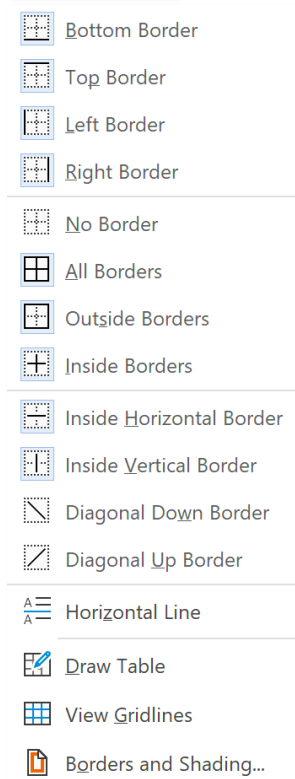 Bottom Border
Top Border
Left Border
Right Border
No Border
All Borders
Outside Borders
Inside Borders
Inside Horizontal Border
Inside Vertical Border
Diagonal Down Border
Diagonal Up Border
A
A
Horizontal Line
Draw Table
View Gridlines
Borders and Shading...